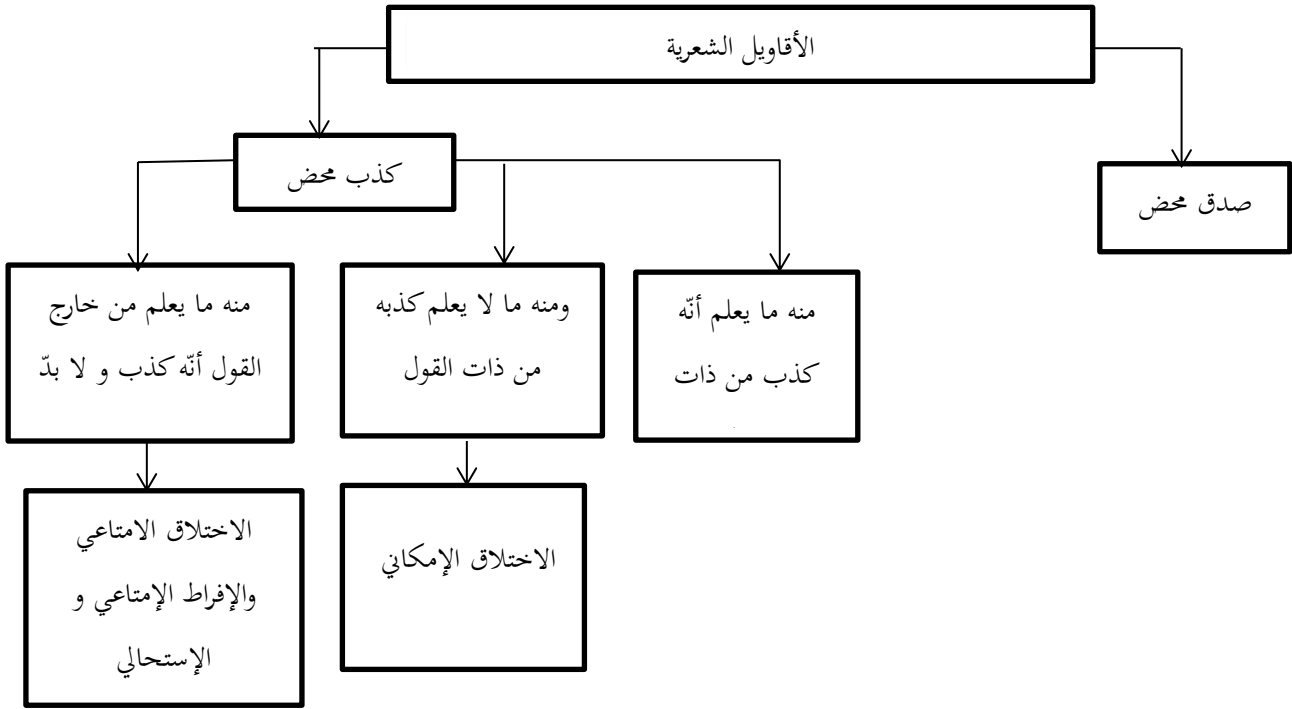 الأقاويل الشعرية
صدق محض
كذب محض
منه ما يعلم أنّه
كذب من ذات
ومنه ما لا يعلم كذبه
من ذات القول
منه ما يعلم من خارج
القول أنّه كذب و لا بدّ
الاختلاق الإمكاني
الاختلاق الامتاعي
والإفراط الإمتاعي و
الإستحالي